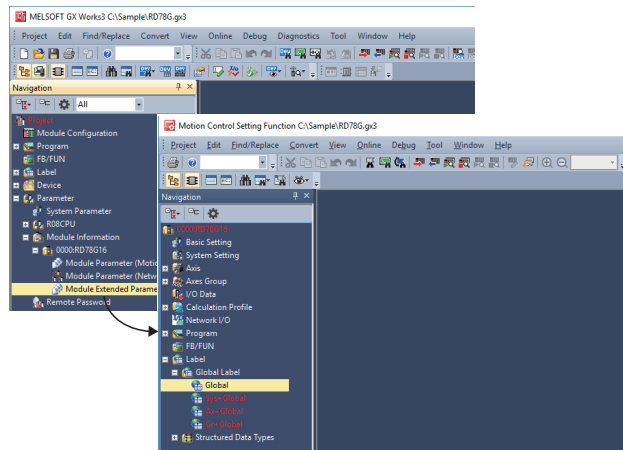 MELSOFT GX Works3 C:\Sample\RD78G.gx3
Project Edit Find/Replace Convert View Online Debug Diagnostics Tool Window Help
Navigation
All
Project
Module Configuration
Program
FB/FUN
Label
Device
Parameter
System Parameter
R08CPU
Module Information
0000:RD78G16
Module Parameter (Motio
Module Parameter (Netw
Module Extended Parame
Remote Password
Motion Control Setting Function C:\Sample\RD78G.gx3
Project Edit Find/Replace Convert View Online Debug Tool Window Help
Navigation
0000:RD78G16
Basic Setting
System Setting
Axis
Axes Group
I/O Data
Calculation Profile
Network I/O
Program
FB/FUN
Label
Global Label
Global
Sys+Global
Ax+Global
Structured Data Types